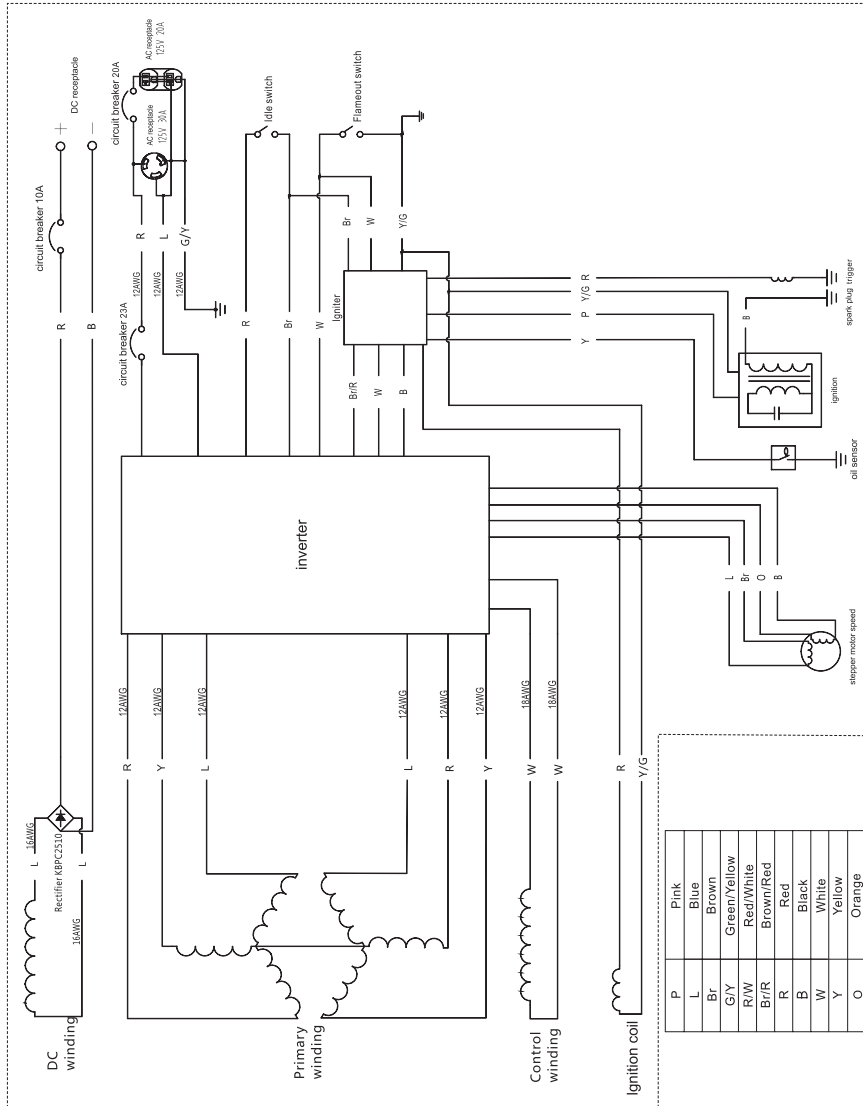 DC receptacle
+
−
circuit breaker 10A
R
B
Rectifier KBPC2510
16AWG
L
L
16AWG
DC
winding
AC receptade
125V 20A
circuit breaker 20A
AC receptacle
125V 30A
R
L
G/Y
12AWG
12AWG
12AWG
circuit breaker 23A
Idle switch
Flameout switch
R
Br
W
Br
W
Y/G
Igniter
Br/R
W
B
R
Y/G
P
Y
B
spark plug trigger
ignition
oil sensor
inverter
12AWG
12AWG
12AWG
12AWG
12AWG
12AWG
R
Y
L
L
R
Y
Primary
winding
18AWG
18AWG
W
W
Control
winding
R
Y/G
Ignition coil
L
Br
O
B
stepper motor speed
P Pink
L Blue
Br Brown
G/Y Green/Yellow
R/W Red/White
Br/R Brown/Red
R Red
B Black
W White
Y Yellow
O Orange